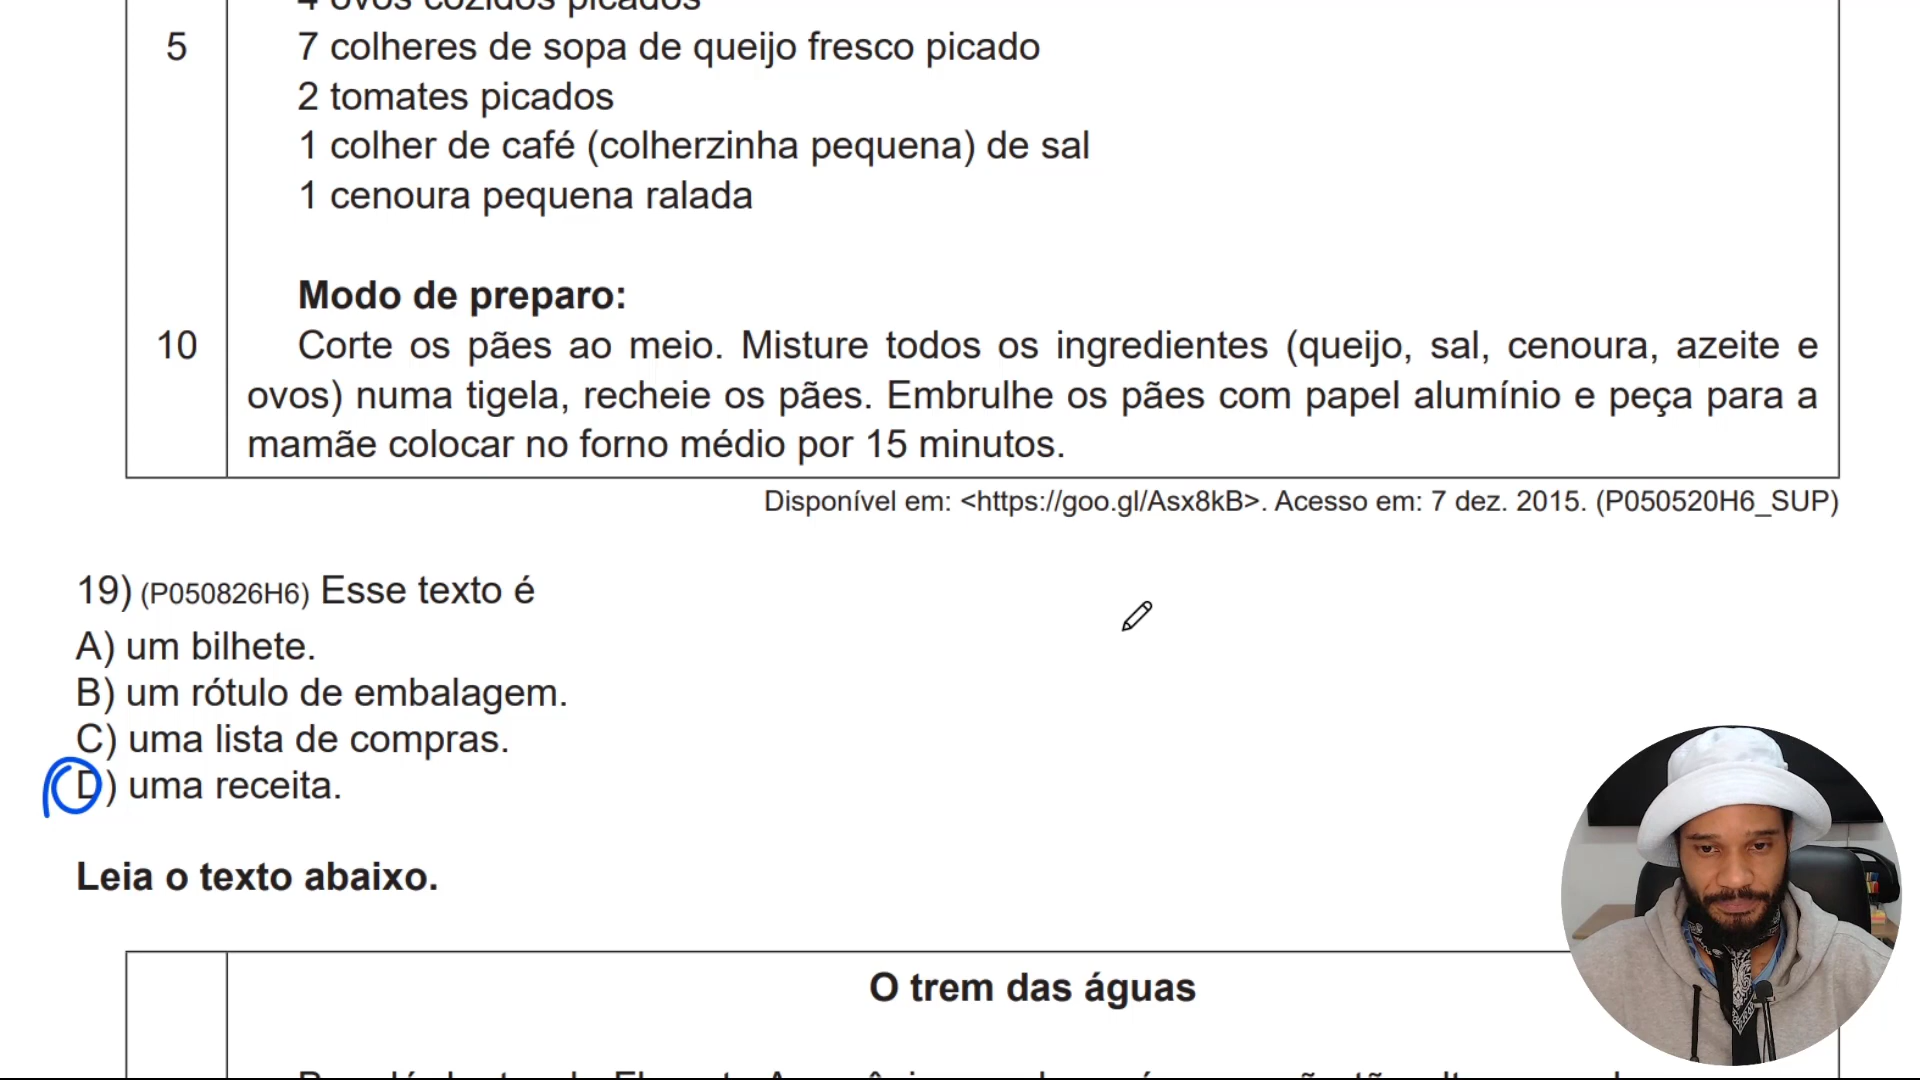 4 ovos cozidos picados
5 7 colheres de sopa de queijo fresco picado
2 tomates picados
1 colher de café (colherzinha pequena) de sal
1 cenoura pequena ralada
Modo de preparo:
10 Corte os pães ao meio. Misture todos os ingredientes (queijo, sal, cenoura, azeite e
ovos) numa tigela, recheie os pães. Embrulhe os pães com papel alumínio e peça para a
mamãe colocar no forno médio por 15 minutos.
Disponível em: <https://goo.gl/Asx8kB>. Acesso em: 7 dez. 2015. (P050520H6_SUP)
19) (P050826H6) Esse texto é
A) um bilhete.
B) um rótulo de embalagem.
C) uma lista de compras.
D) uma receita.
Leia o texto abaixo.
O trem das águas